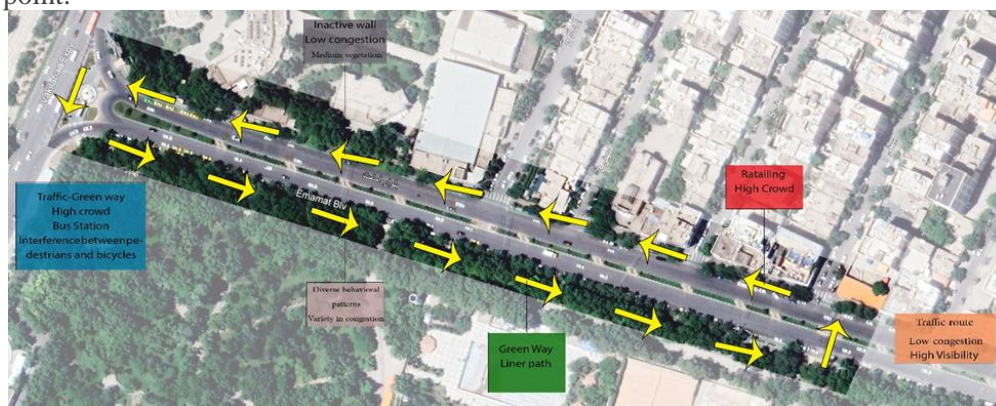 point.
Inactive wall
Low congestion
Medium vegetation
Ratailing
High Crowd
Emamat Blv
Traffic-Green way
High crowd
Bus Station
Interference between pe-
destrians and bicycles
Diverse behavioral
patterns
Variety in congestion
Green Way
Liner path
Traffic route
Low congestion
High Visibility